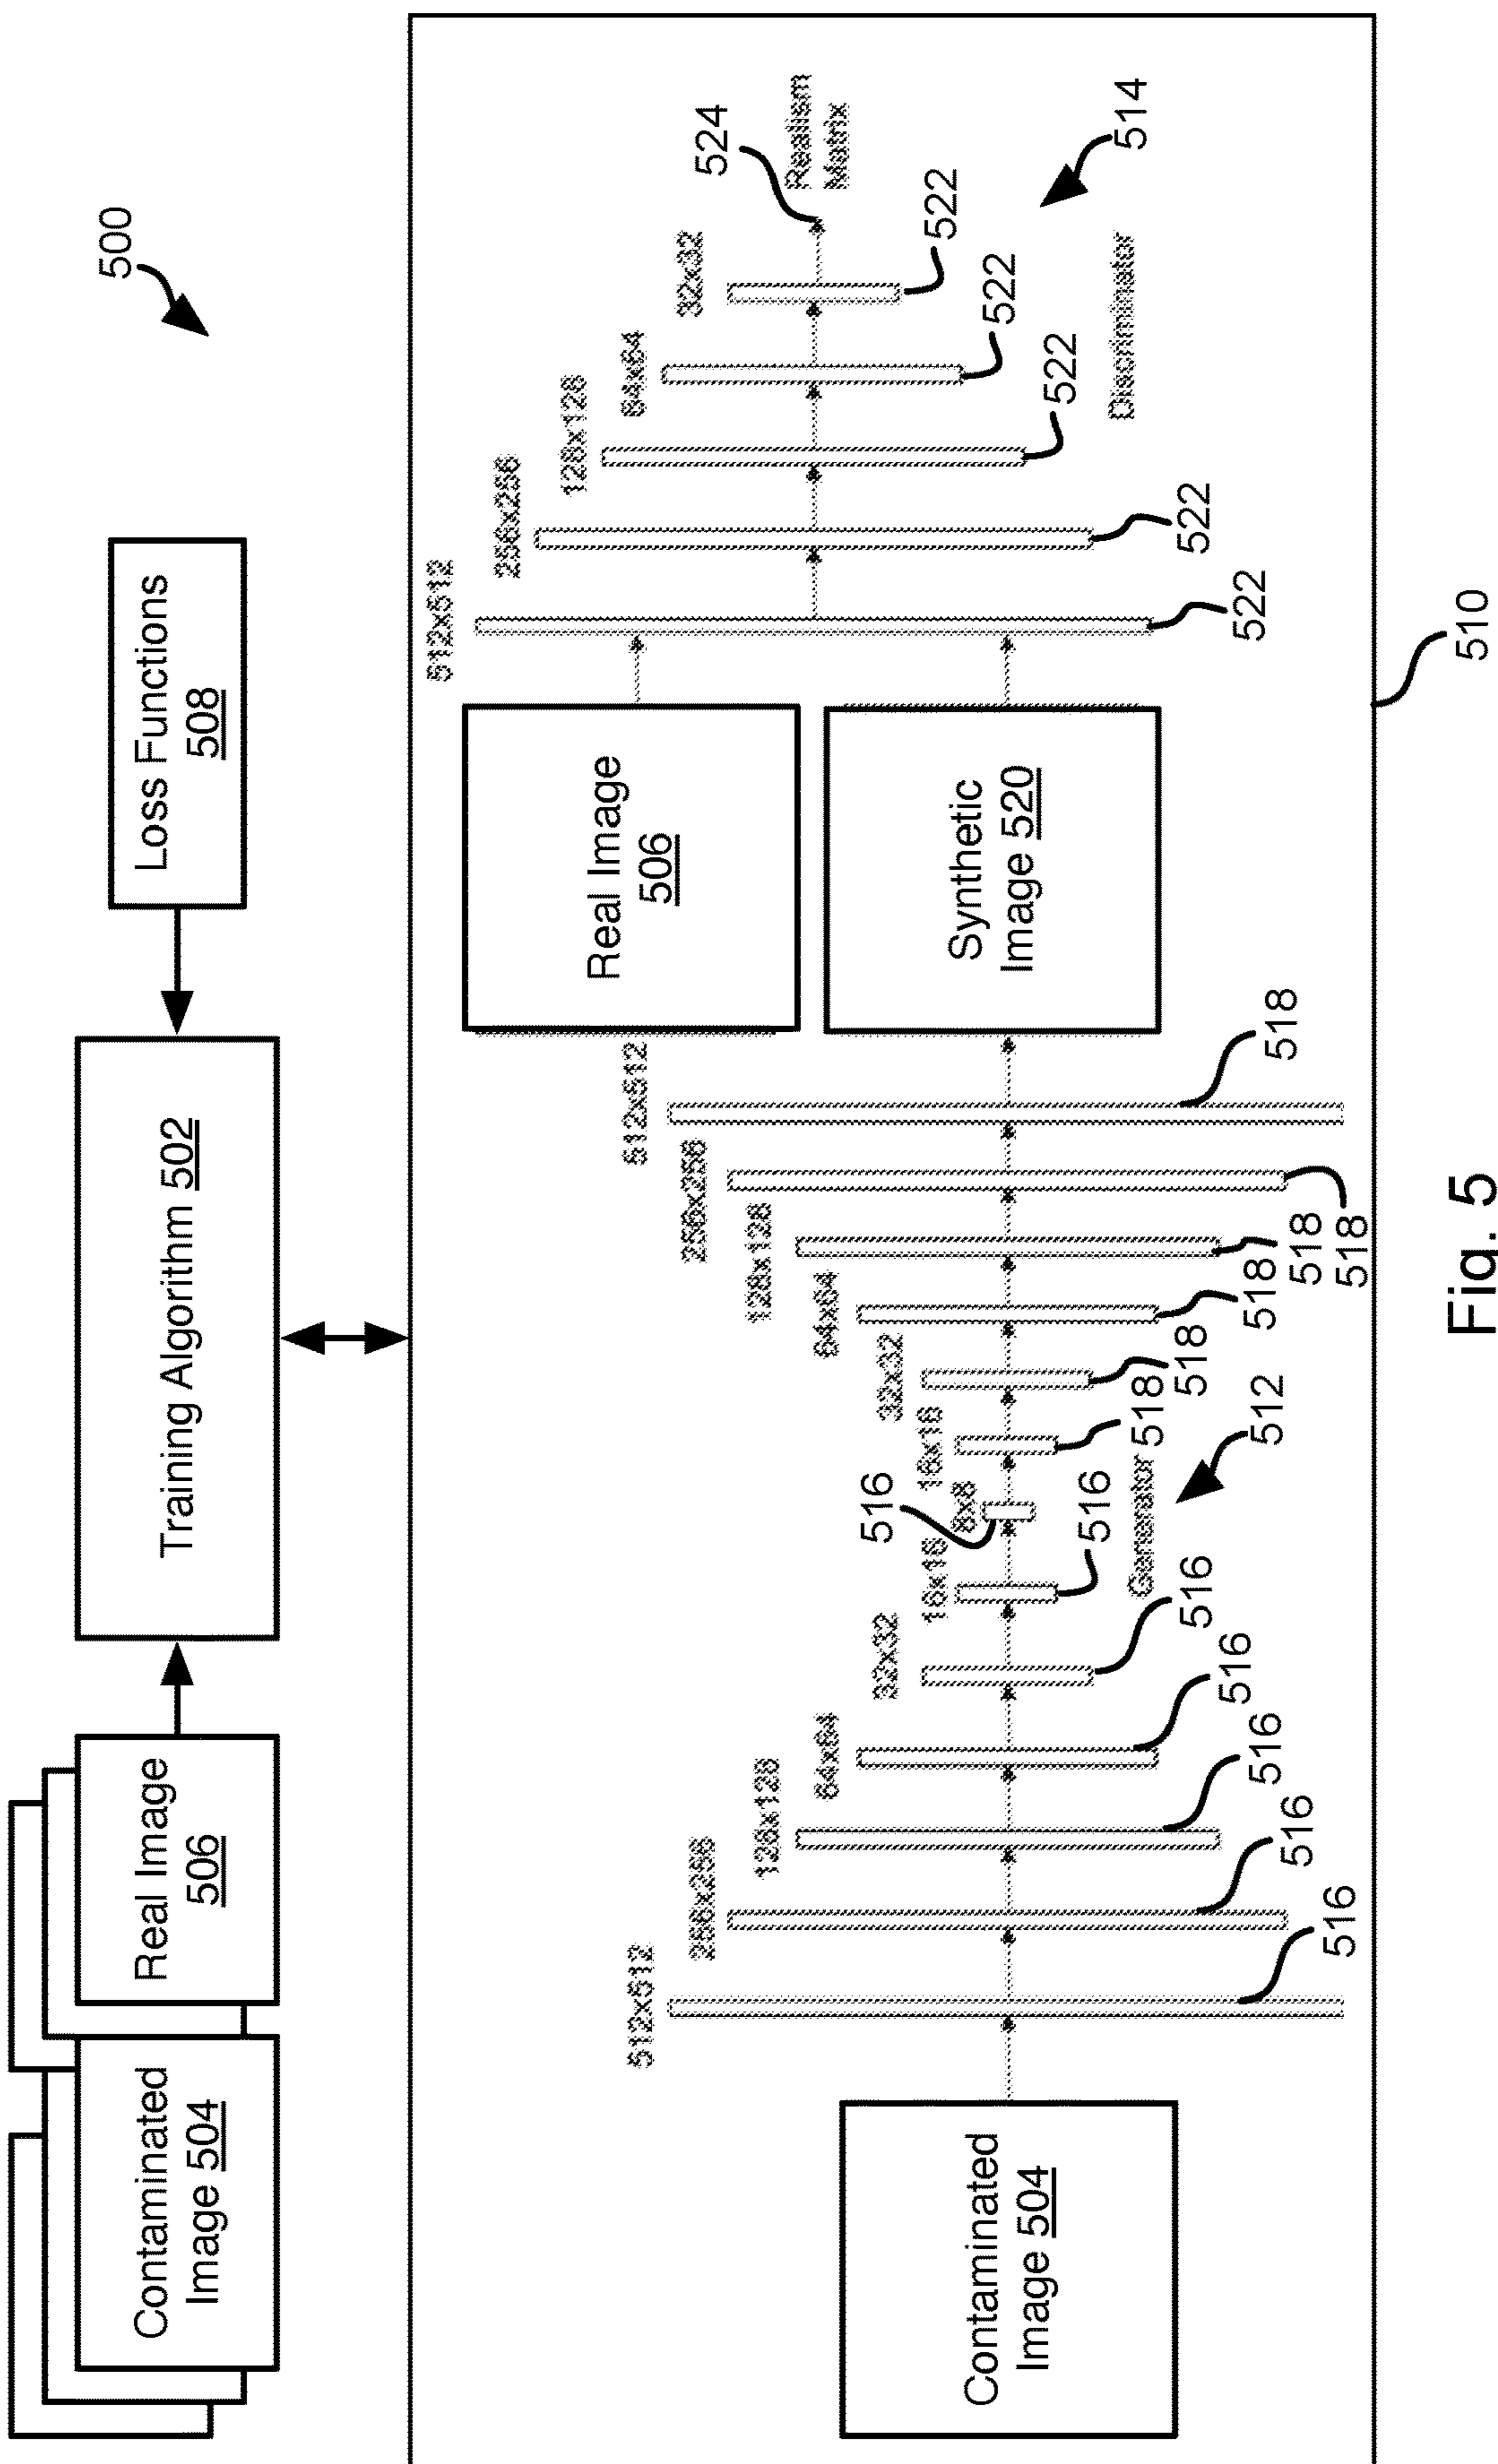 500
Contaminated
Image 504
Real Image
506
Training Algorithm 502
Loss Functions
508
Contaminated
Image 504
512x512
256x256
128x128
64x64
32x32
16x16
8x8
16x16
32x32
64x64
128x128
256x256
512x512
516
516
516
516
516
516
516
518
518
518
518
518
518
Generator
512
Real Image
506
Synthetic
Image 520
512x512
256x256
128x128
64x64
32x32
522
522
522
522
522
524
Realism
Matrix
Discriminator
514
510
Fig. 5